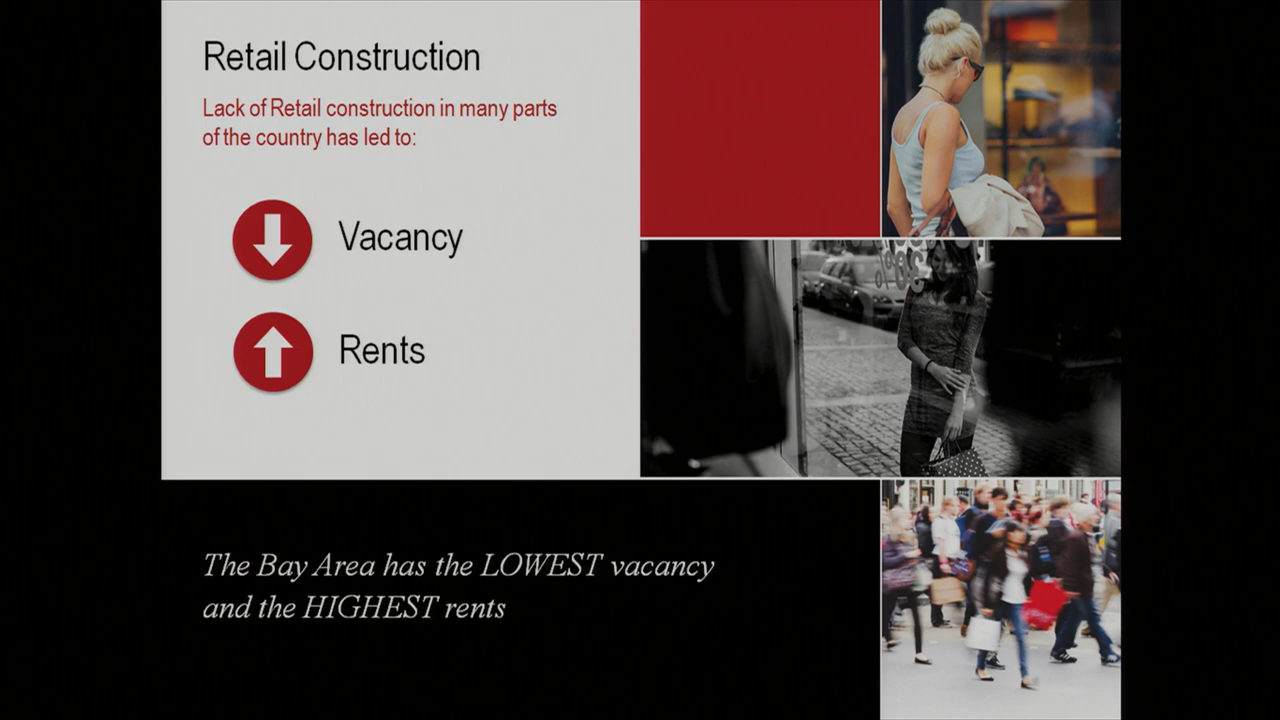 Retail Construction
Lack of Retail construction in many parts
of the country has led to:
Vacancy
Rents
The Bay Area has the LOWEST vacancy
and the HIGHEST rents